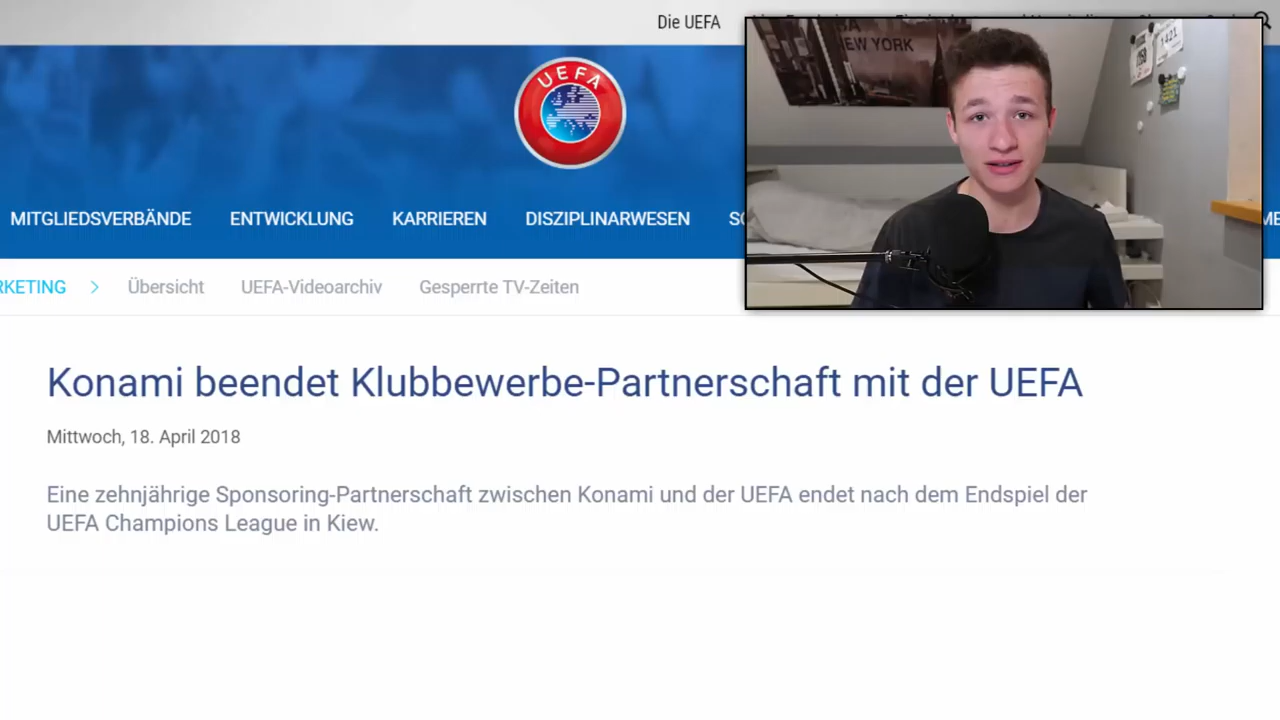 Die UEFA
UEFA
MITGLIEDSVERBÄNDE ENTWICKLUNG KARRIEREN DISZIPLINARWESEN
Übersicht UEFA-Videoarchiv Gesperrte TV-Zeiten
Konami beendet Klubbewerbe-Partnerschaft mit der UEFA
Mittwoch, 18. April 2018
Eine zehnjährige Sponsoring-Partnerschaft zwischen Konami und der UEFA endet nach dem Endspiel der
UEFA Champions League in Kiew.
NEW YORK
1421